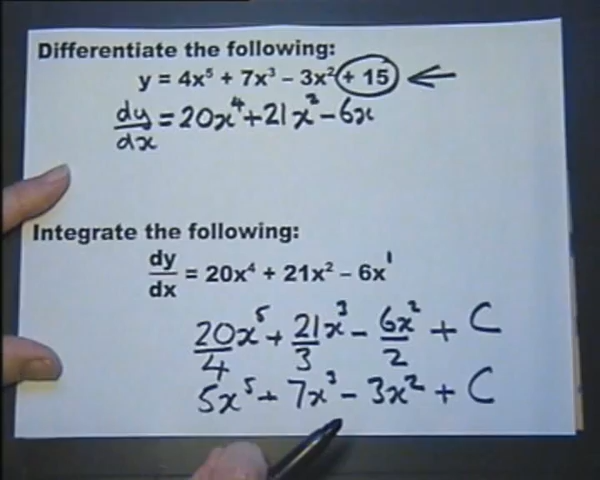 Differentiate the following:
y = 4x⁵ + 7x³ – 3x² + 15
dy/dx = 20x⁴ + 21x² – 6x
Integrate the following:
dy/dx = 20x⁴ + 21x² – 6x¹
20x⁵/4 + 21x³/3 – 6x²/2 + C
5x⁵ + 7x³ – 3x² + C